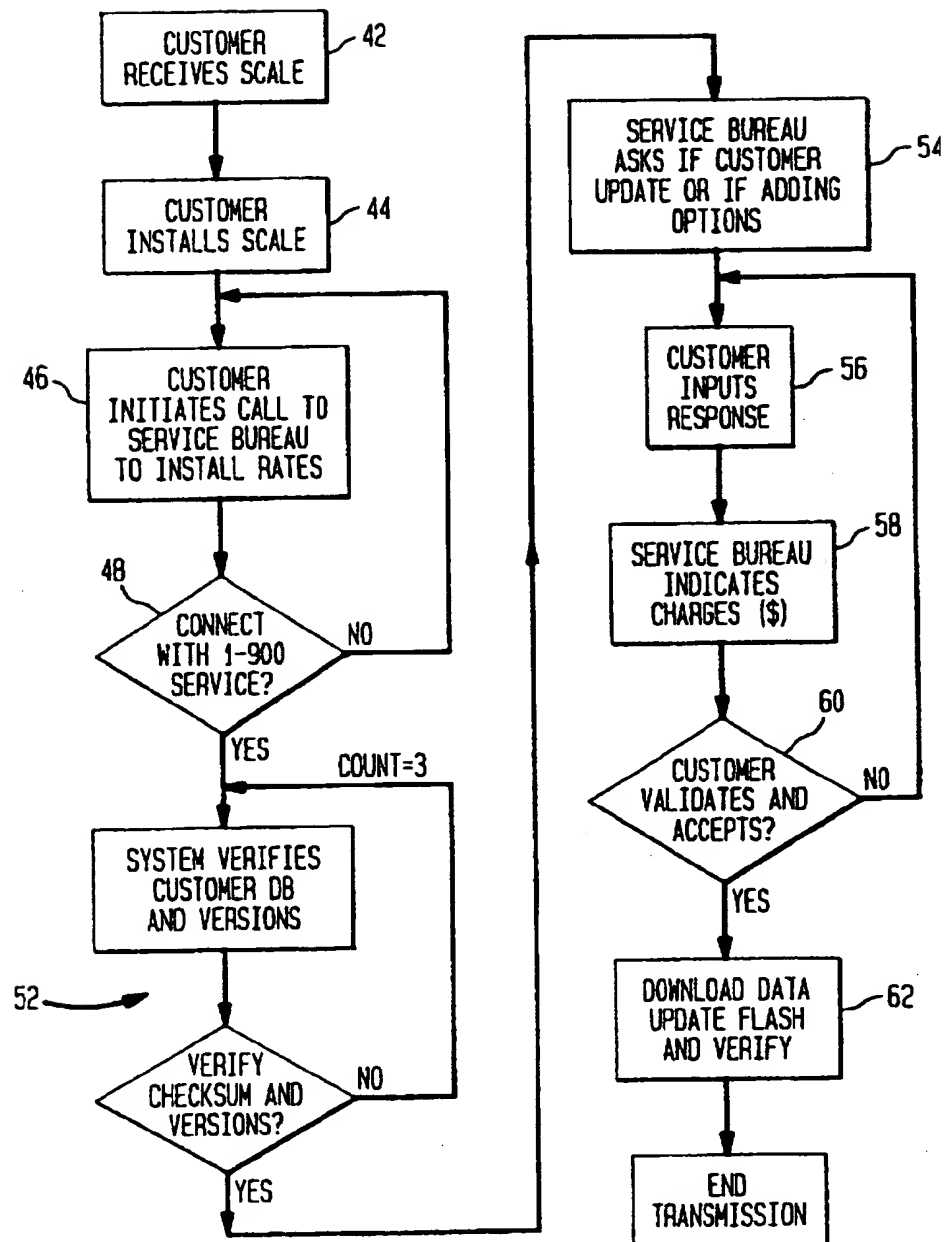 CUSTOMER
RECEIVES SCALE
42
CUSTOMER
INSTALLS SCALE
44
46
CUSTOMER
INITIATES CALL TO
SERVICE BUREAU
TO INSTALL RATES
48
CONNECT
WITH 1-900
SERVICE?
NO
YES
COUNT=3
SYSTEM VERIFIES
CUSTOMER DB
AND VERSIONS
52
VERIFY
CHECKSUM AND
VERSIONS?
NO
YES
SERVICE BUREAU
ASKS IF CUSTOMER
UPDATE OR IF ADDING
OPTIONS
54
CUSTOMER
INPUTS
RESPONSE
56
SERVICE BUREAU
INDICATES
CHARGES ($)
58
60
CUSTOMER
VALIDATES AND
ACCEPTS?
NO
YES
DOWNLOAD DATA
UPDATE FLASH
AND VERIFY
62
END
TRANSMISSION